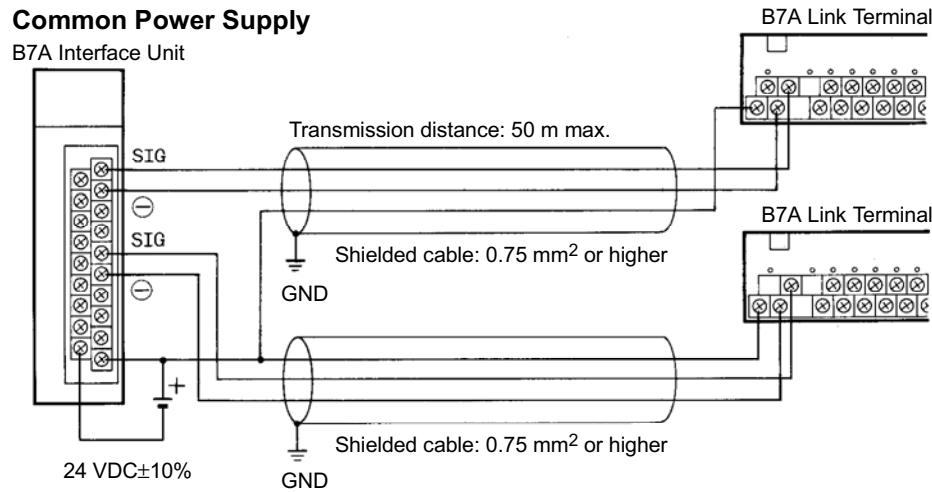 Common Power Supply
B7A Interface Unit
B7A Link Terminal
Transmission distance: 50 m max.
SIG
⊖
Shielded cable: 0.75 mm² or higher
GND
B7A Link Terminal
SIG
⊖
+
24 VDC±10%
Shielded cable: 0.75 mm² or higher
GND